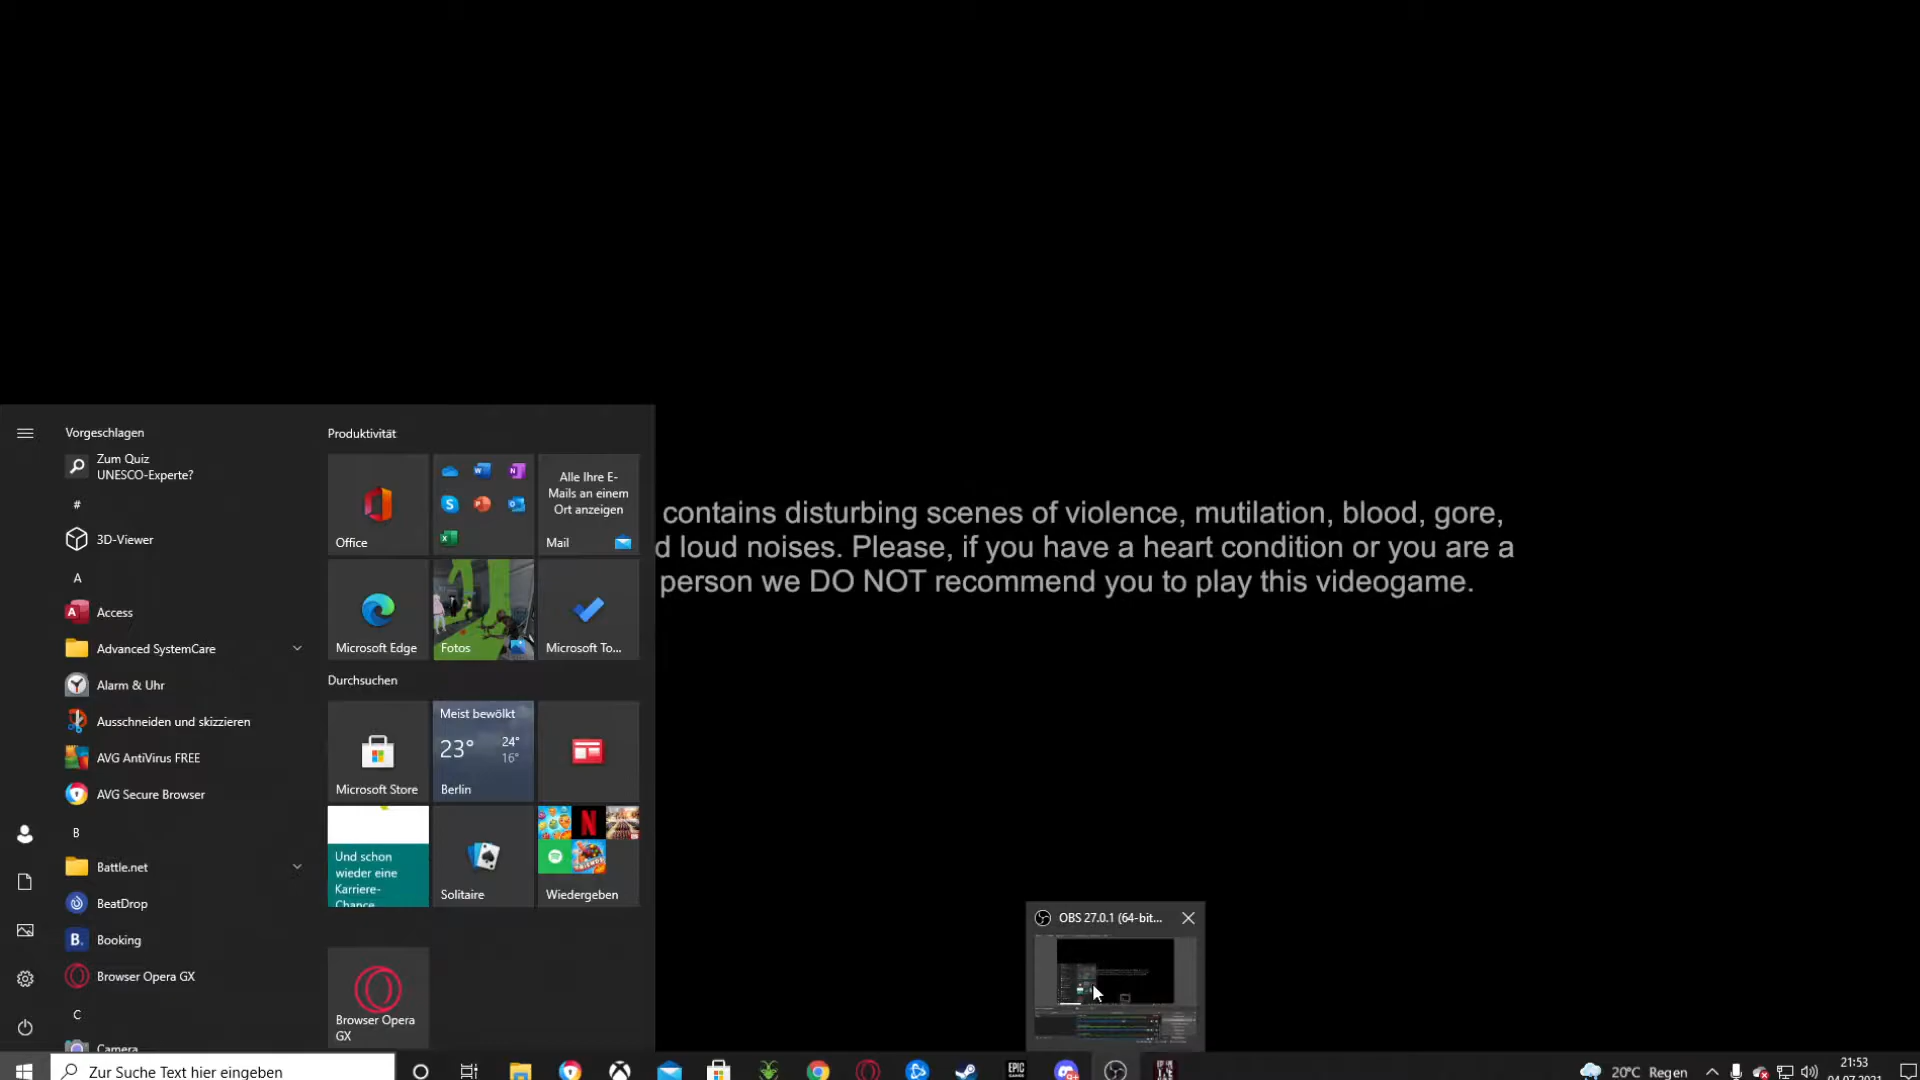 contains disturbing scenes of violence, mutilation, blood, gore,
d loud noises. Please, if you have a heart condition or you are a
person we DO NOT recommend you to play this videogame.
Vorgeschlagen
Zum Quiz
UNESCO-Experte?
#
3D-Viewer
A
Access
Advanced SystemCare
Alarm & Uhr
Ausschneiden und skizzieren
AVG AntiVirus FREE
AVG Secure Browser
B
Battle.net
BeatDrop
Booking
Browser Opera GX
C
Camera
Produktivität
Office
Alle Ihre E-
Mails an einem
Ort anzeigen
Mail
Microsoft Edge
Fotos
Microsoft To...
Durchsuchen
Microsoft Store
Meist bewölkt
23°
24°
16°
Berlin
Und schon
wieder eine
Karriere-
Chance
Solitaire
Wiedergeben
Browser Opera
GX
OBS 27.0.1 (64-bit...
Zur Suche Text hier eingeben
EPIC
20°C Regen
21:53
04.07.2021